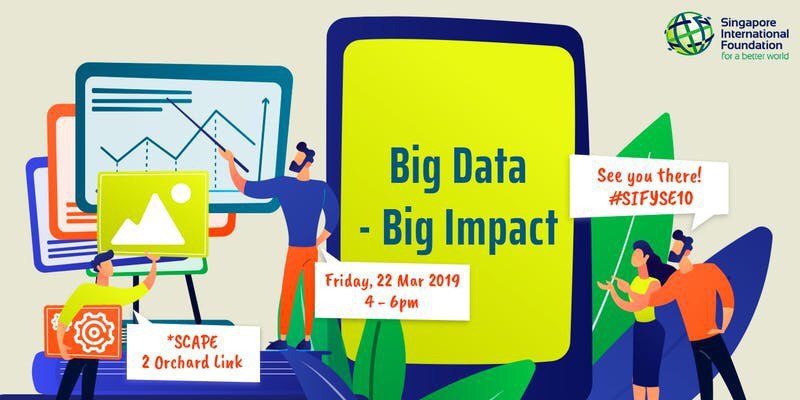 Singapore
International
Foundation
for a better world
Big Data
- Big Impact
See you there!
#SIFYSE10
Friday, 22 Mar 2019
4 - 6pm
*SCAPE
2 Orchard Link